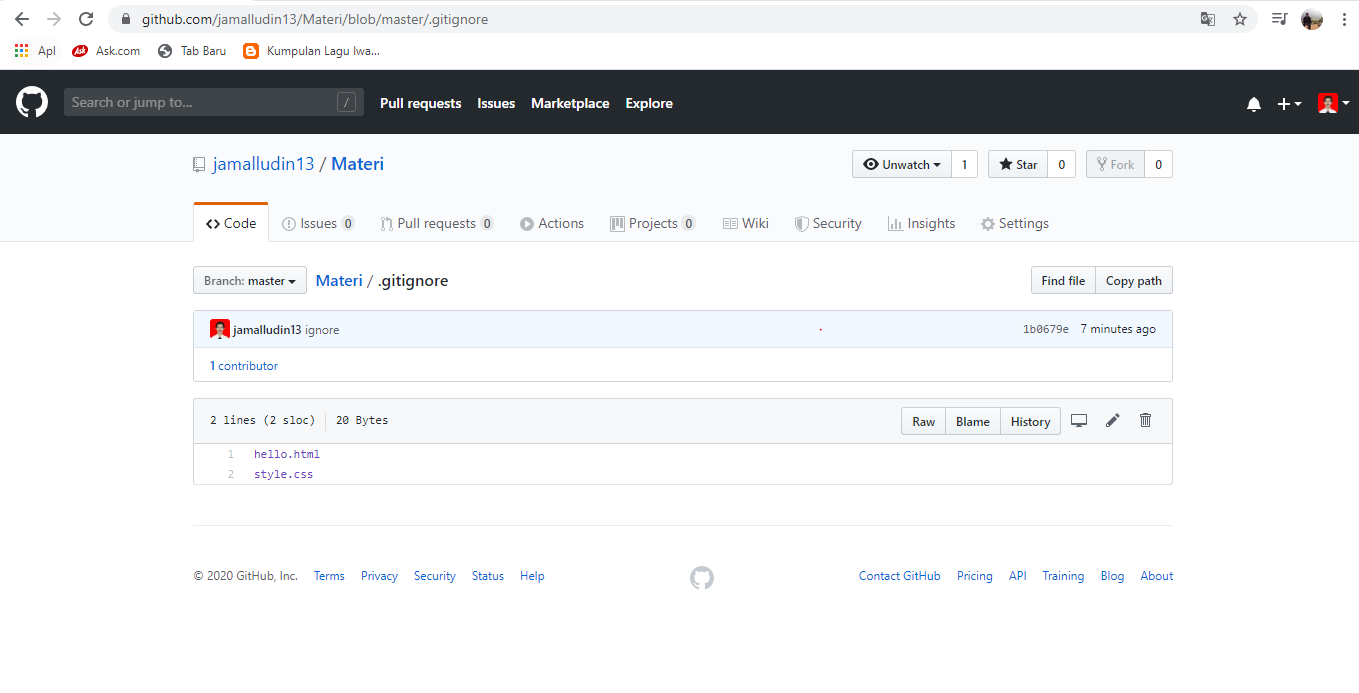 github.com/jamalludin13/Materi/blob/master/.gitignore
Apl Ask Ask.com Tab Baru Kumpulan Lagu Iwa...
Search or jump to... / Pull requests Issues Marketplace Explore
jamalludin13 / Materi Unwatch 1 Star 0 Fork 0
Code Issues 0 Pull requests 0 Actions Projects 0 Wiki Security Insights Settings
Branch: master Materi / .gitignore Find file Copy path
jamalludin13 ignore 1b0679e 7 minutes ago
1 contributor
2 lines (2 sloc) 20 Bytes Raw Blame History
1 hello.html
2 style.css
© 2020 GitHub, Inc. Terms Privacy Security Status Help Contact GitHub Pricing API Training Blog About